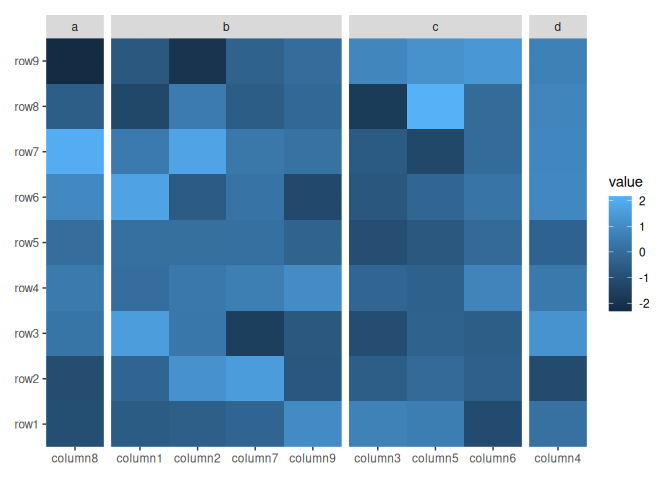 a b c d
row9
row8
row7
row6
row5
row4
row3
row2
row1
column8 column1 column2 column7 column9 column3 column5 column6 column4
value
2
1
0
-1
-2